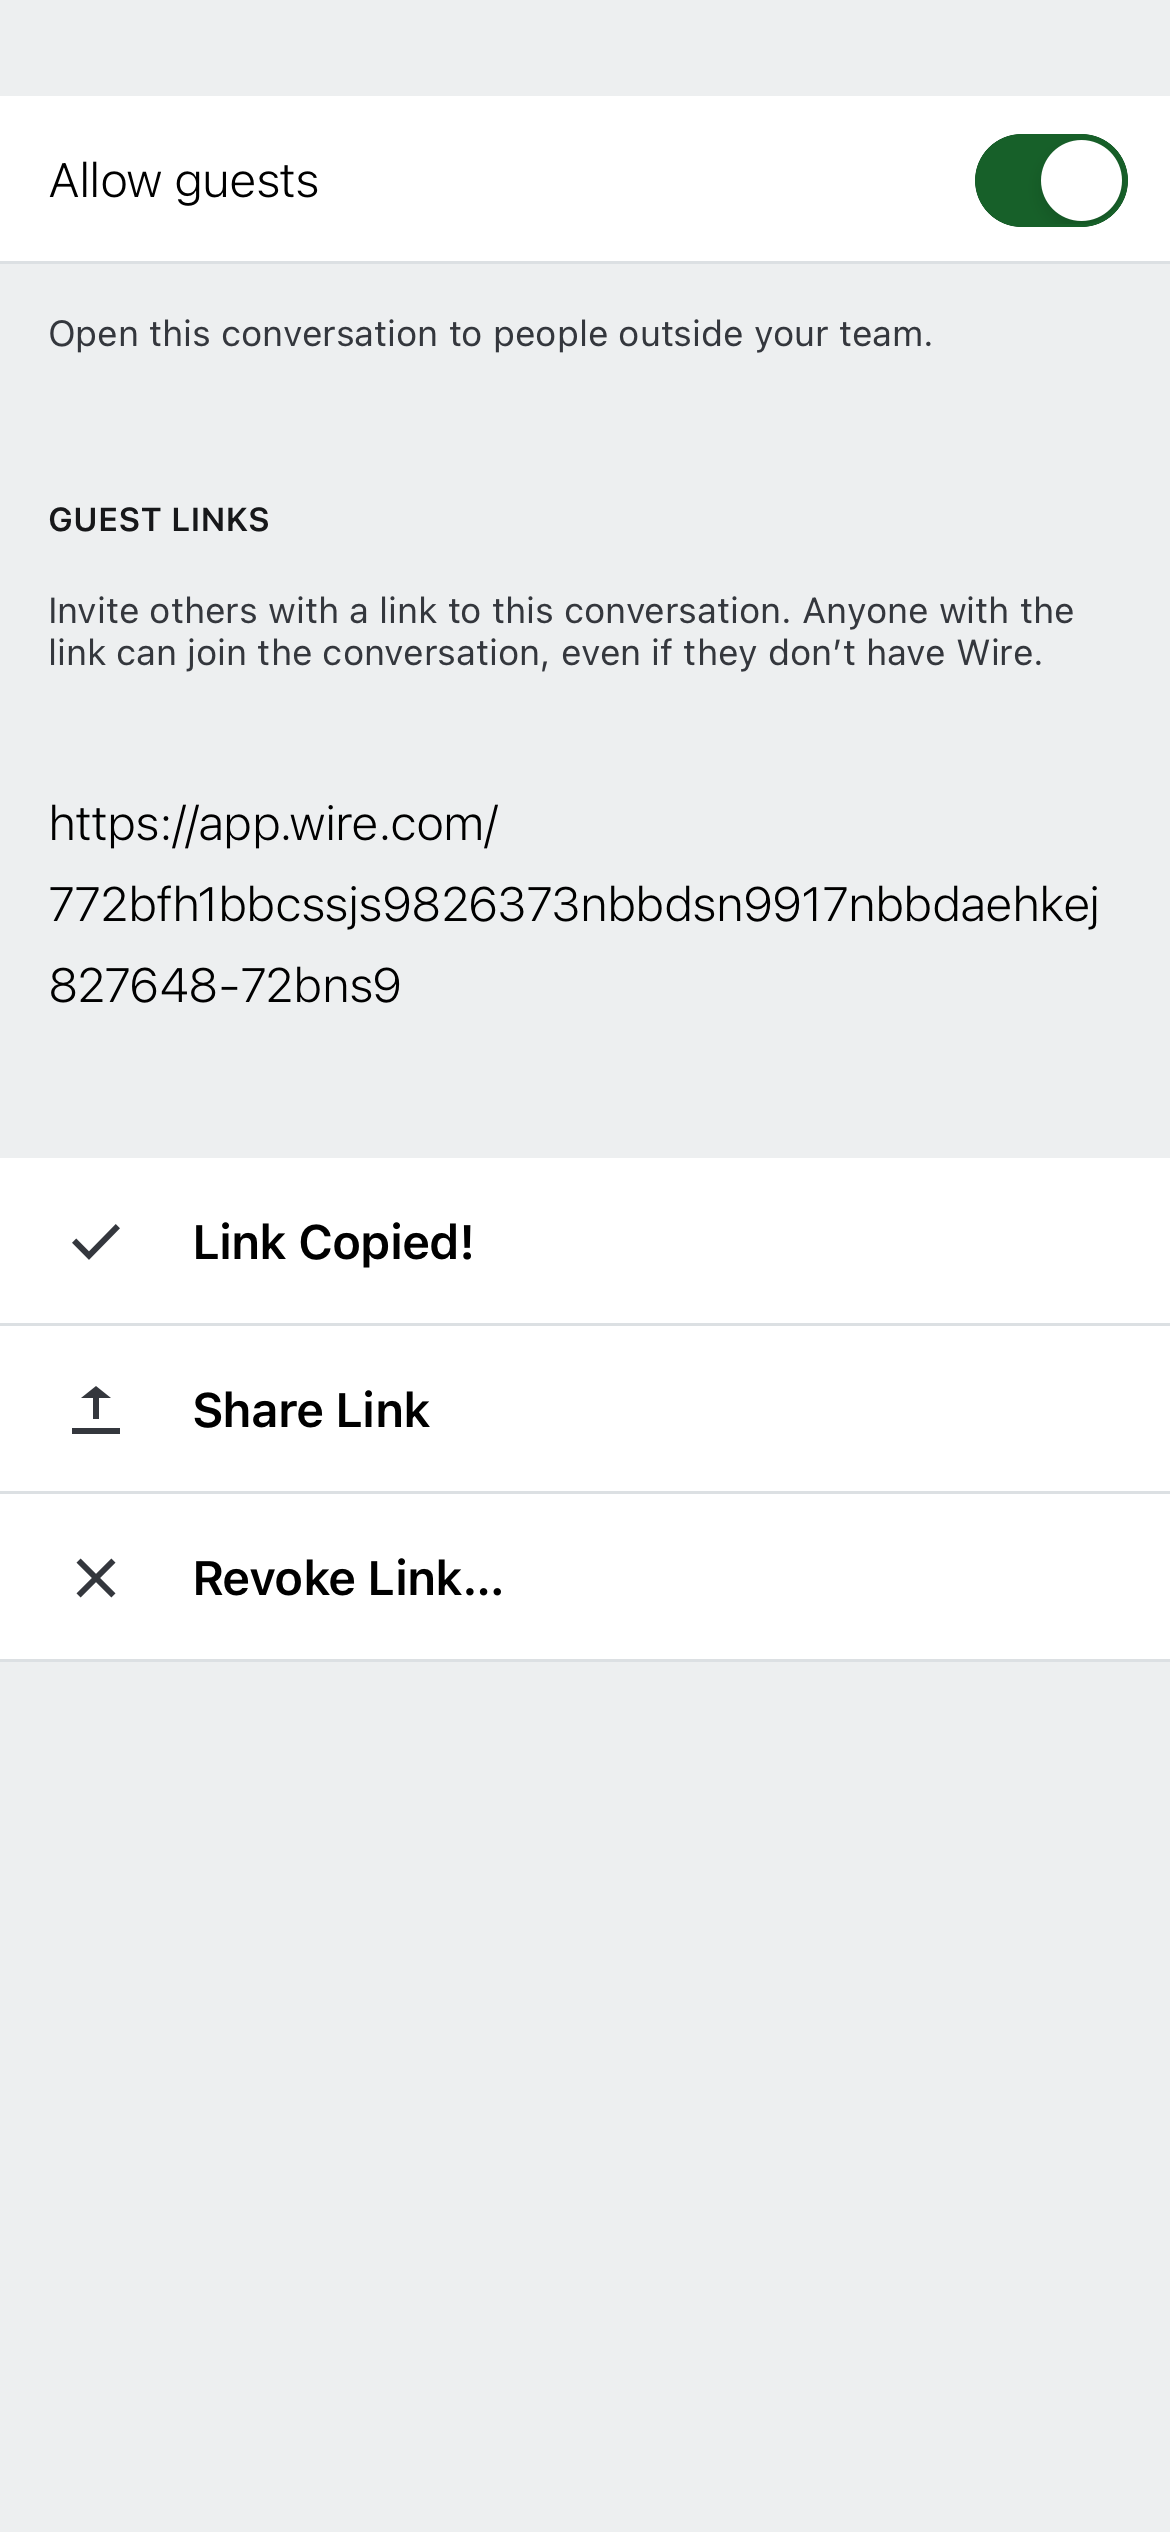 Allow guests
Open this conversation to people outside your team.
GUEST LINKS
Invite others with a link to this conversation. Anyone with the
link can join the conversation, even if they don’t have Wire.
https://app.wire.com/
772bfh1bbcssjs9826373nbbdsn9917nbbdaehkej
827648-72bns9
Link Copied!
Share Link
Revoke Link...